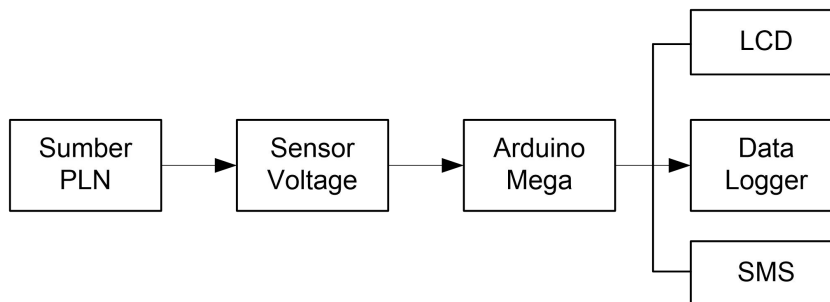 Sumber
PLN
Sensor
Voltage
Arduino
Mega
LCD
Data
Logger
SMS